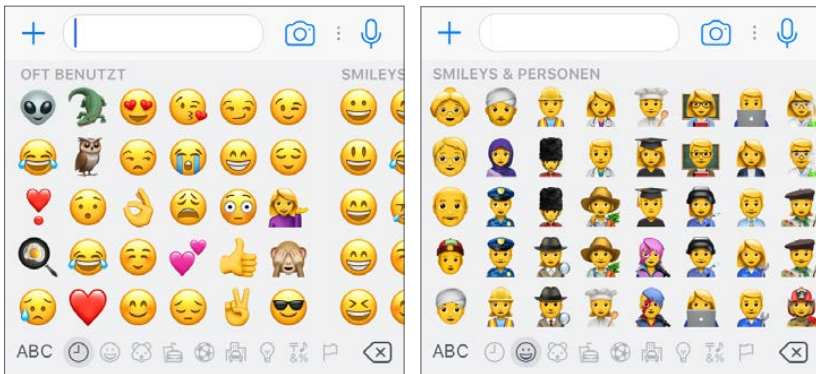 OFT BENUTZT
SMILEYS
ABC
&%
SMILEYS & PERSONEN
ABC
&%